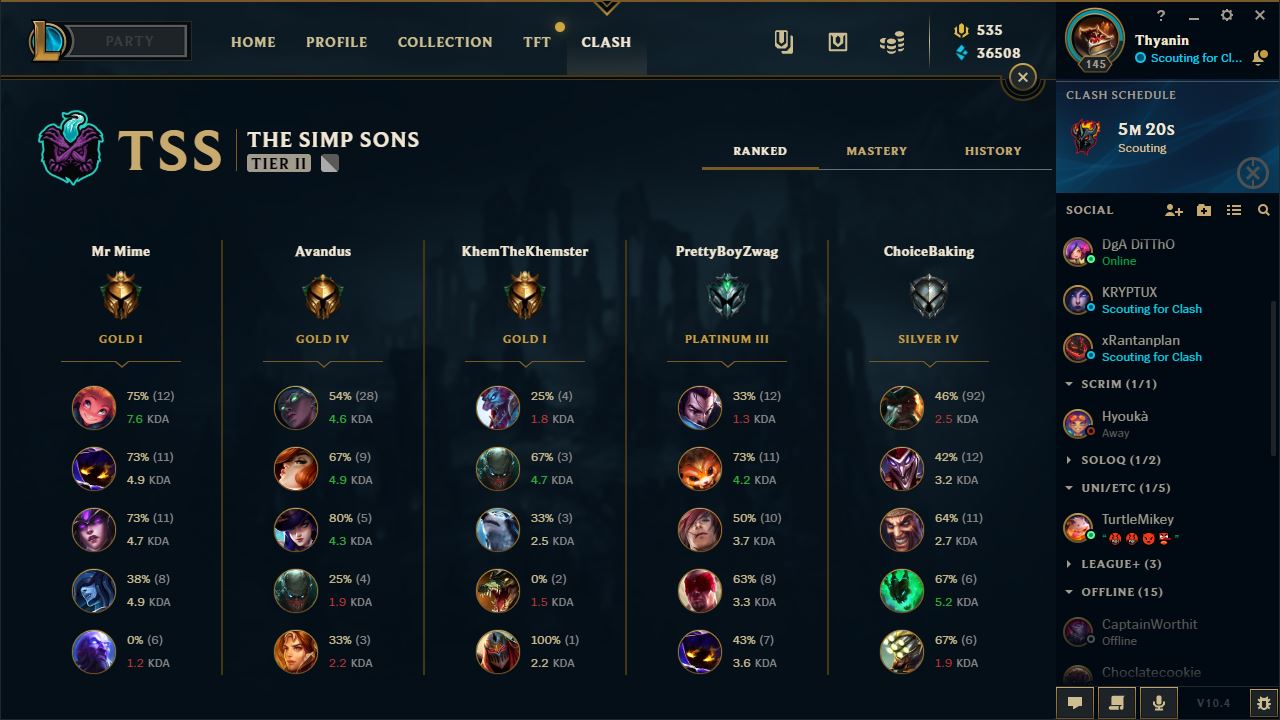 PARTY
HOME
PROFILE
COLLECTION
TFT
CLASH
535
36508
?
145
Thyanin
Scouting for Cl...
TSS
THE SIMP SONS
TIER II
RANKED
MASTERY
HISTORY
Mr Mime
GOLD I
75% (12)
7.6 KDA
73% (11)
4.9 KDA
73% (11)
4.7 KDA
38% (8)
4.9 KDA
0% (6)
1.2 KDA
Avandus
GOLD IV
54% (28)
4.6 KDA
67% (9)
4.9 KDA
80% (5)
4.3 KDA
25% (4)
1.9 KDA
33% (3)
2.2 KDA
KhemTheKhemster
GOLD I
25% (4)
1.8 KDA
67% (3)
4.7 KDA
33% (3)
2.5 KDA
0% (2)
1.5 KDA
100% (1)
2.2 KDA
PrettyBoyZwag
PLATINUM III
33% (12)
1.3 KDA
73% (11)
4.2 KDA
50% (10)
3.7 KDA
63% (8)
3.3 KDA
43% (7)
3.6 KDA
ChoiceBaking
SILVER IV
46% (92)
2.5 KDA
42% (12)
3.2 KDA
64% (11)
2.7 KDA
67% (6)
5.2 KDA
67% (6)
1.9 KDA
CLASH SCHEDULE
5M 20S
Scouting
SOCIAL
DgA DiTThO
Online
KRYPTUX
Scouting for Clash
xRantanplan
Scouting for Clash
SCRIM (1/1)
Hyoukà
Away
SOLOQ (1/2)
UNI/ETC (1/5)
TurtleMikey
LEAGUE+ (3)
OFFLINE (15)
CaptainWorthit
Offline
Choclatecookie
V10.4